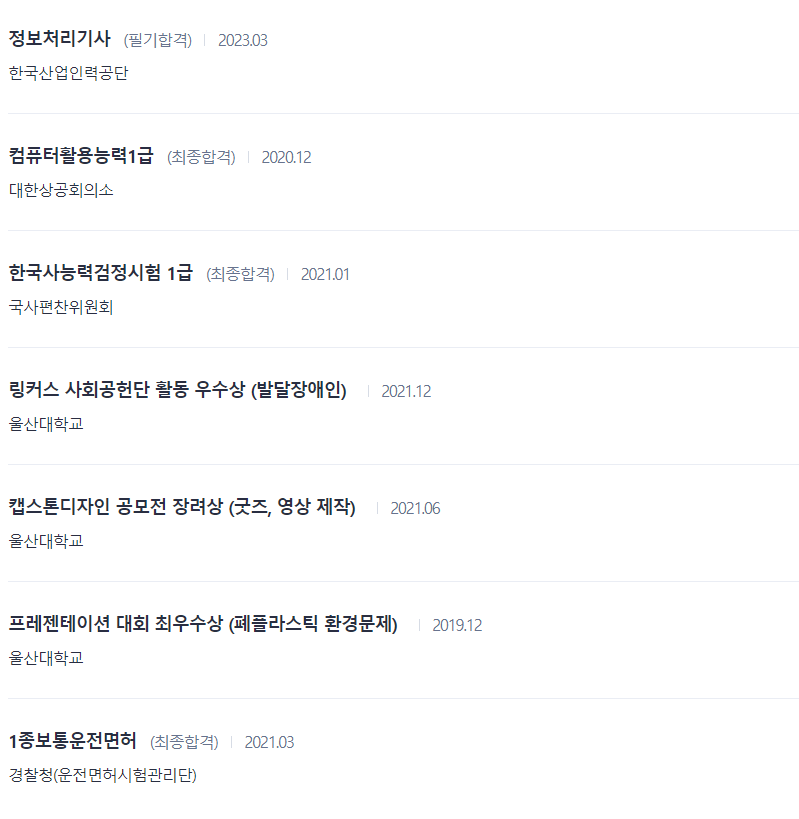 정보처리기사 (필기합격) 2023.03
한국산업인력공단
컴퓨터활용능력1급 (최종합격) 2020.12
대한상공회의소
한국사능력검정시험 1급 (최종합격) 2021.01
국사편찬위원회
링커스 사회공헌단 활동 우수상 (발달장애인) 2021.12
울산대학교
캡스톤디자인 공모전 장려상 (굿즈, 영상 제작) 2021.06
울산대학교
프레젠테이션 대회 최우수상 (폐플라스틱 환경문제) 2019.12
울산대학교
1종보통운전면허 (최종합격) 2021.03
경찰청(운전면허시험관리단)